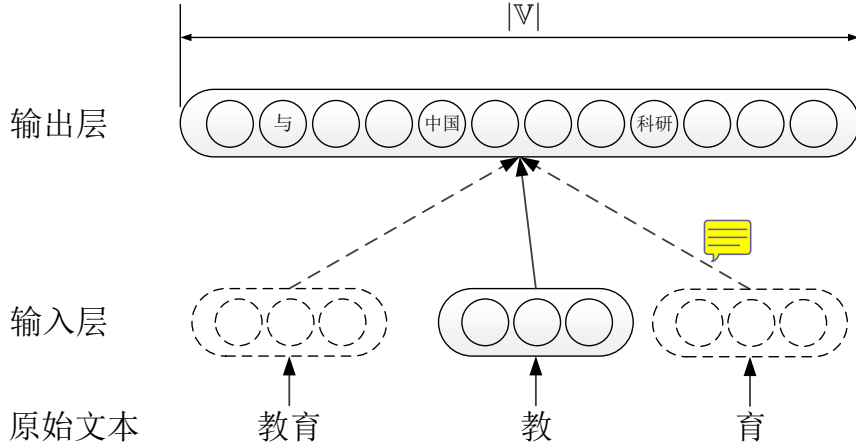 |𝕍|
输出层 与 中国 科研
输入层
原始文本 教育 教 育